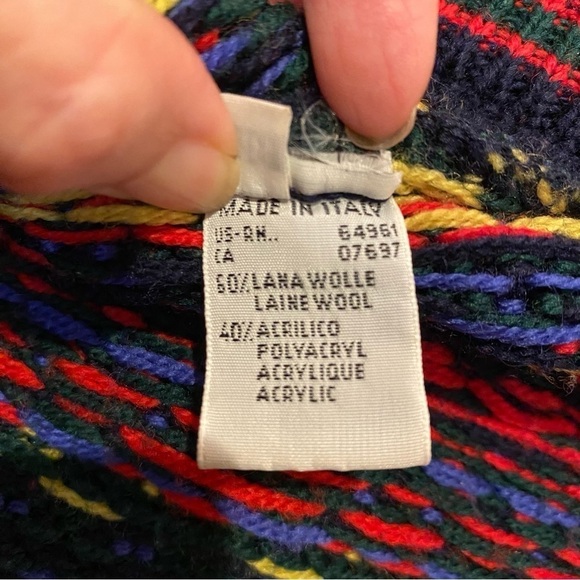 MADE IN ITALY
US-RN.. 64961
CA 07697
60% LANA WOLLE
LAINE WOOL
40% ACRILICO
POLYACRYL
ACRYLIQUE
ACRYLIC